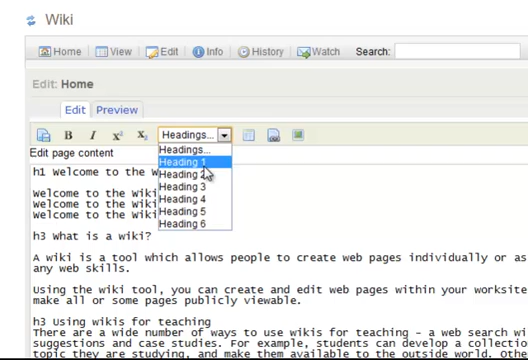 Wiki
Home View Edit Info History Watch Search:
Edit: Home
Edit Preview
B I X² X₂ Headings...
Headings...
Edit page content
Heading 1
h1 Welcome to the W
Heading 2
Heading 3
Welcome to the Wiki
Heading 4
Welcome to the Wiki
Heading 5
Welcome to the Wiki
Heading 6
h3 What is a wiki?
A wiki is a tool which allows people to create web pages individually or as
any web skills.
Using the wiki tool, you can create and edit web pages within your worksite
make all or some pages publicly viewable.
h3 Using wikis for teaching
There are a wide number of ways to use wikis for teaching - a web search wi
suggestions and case studies. For example, students can develop a collectio
topic they are studying, and make them available to the outside world.